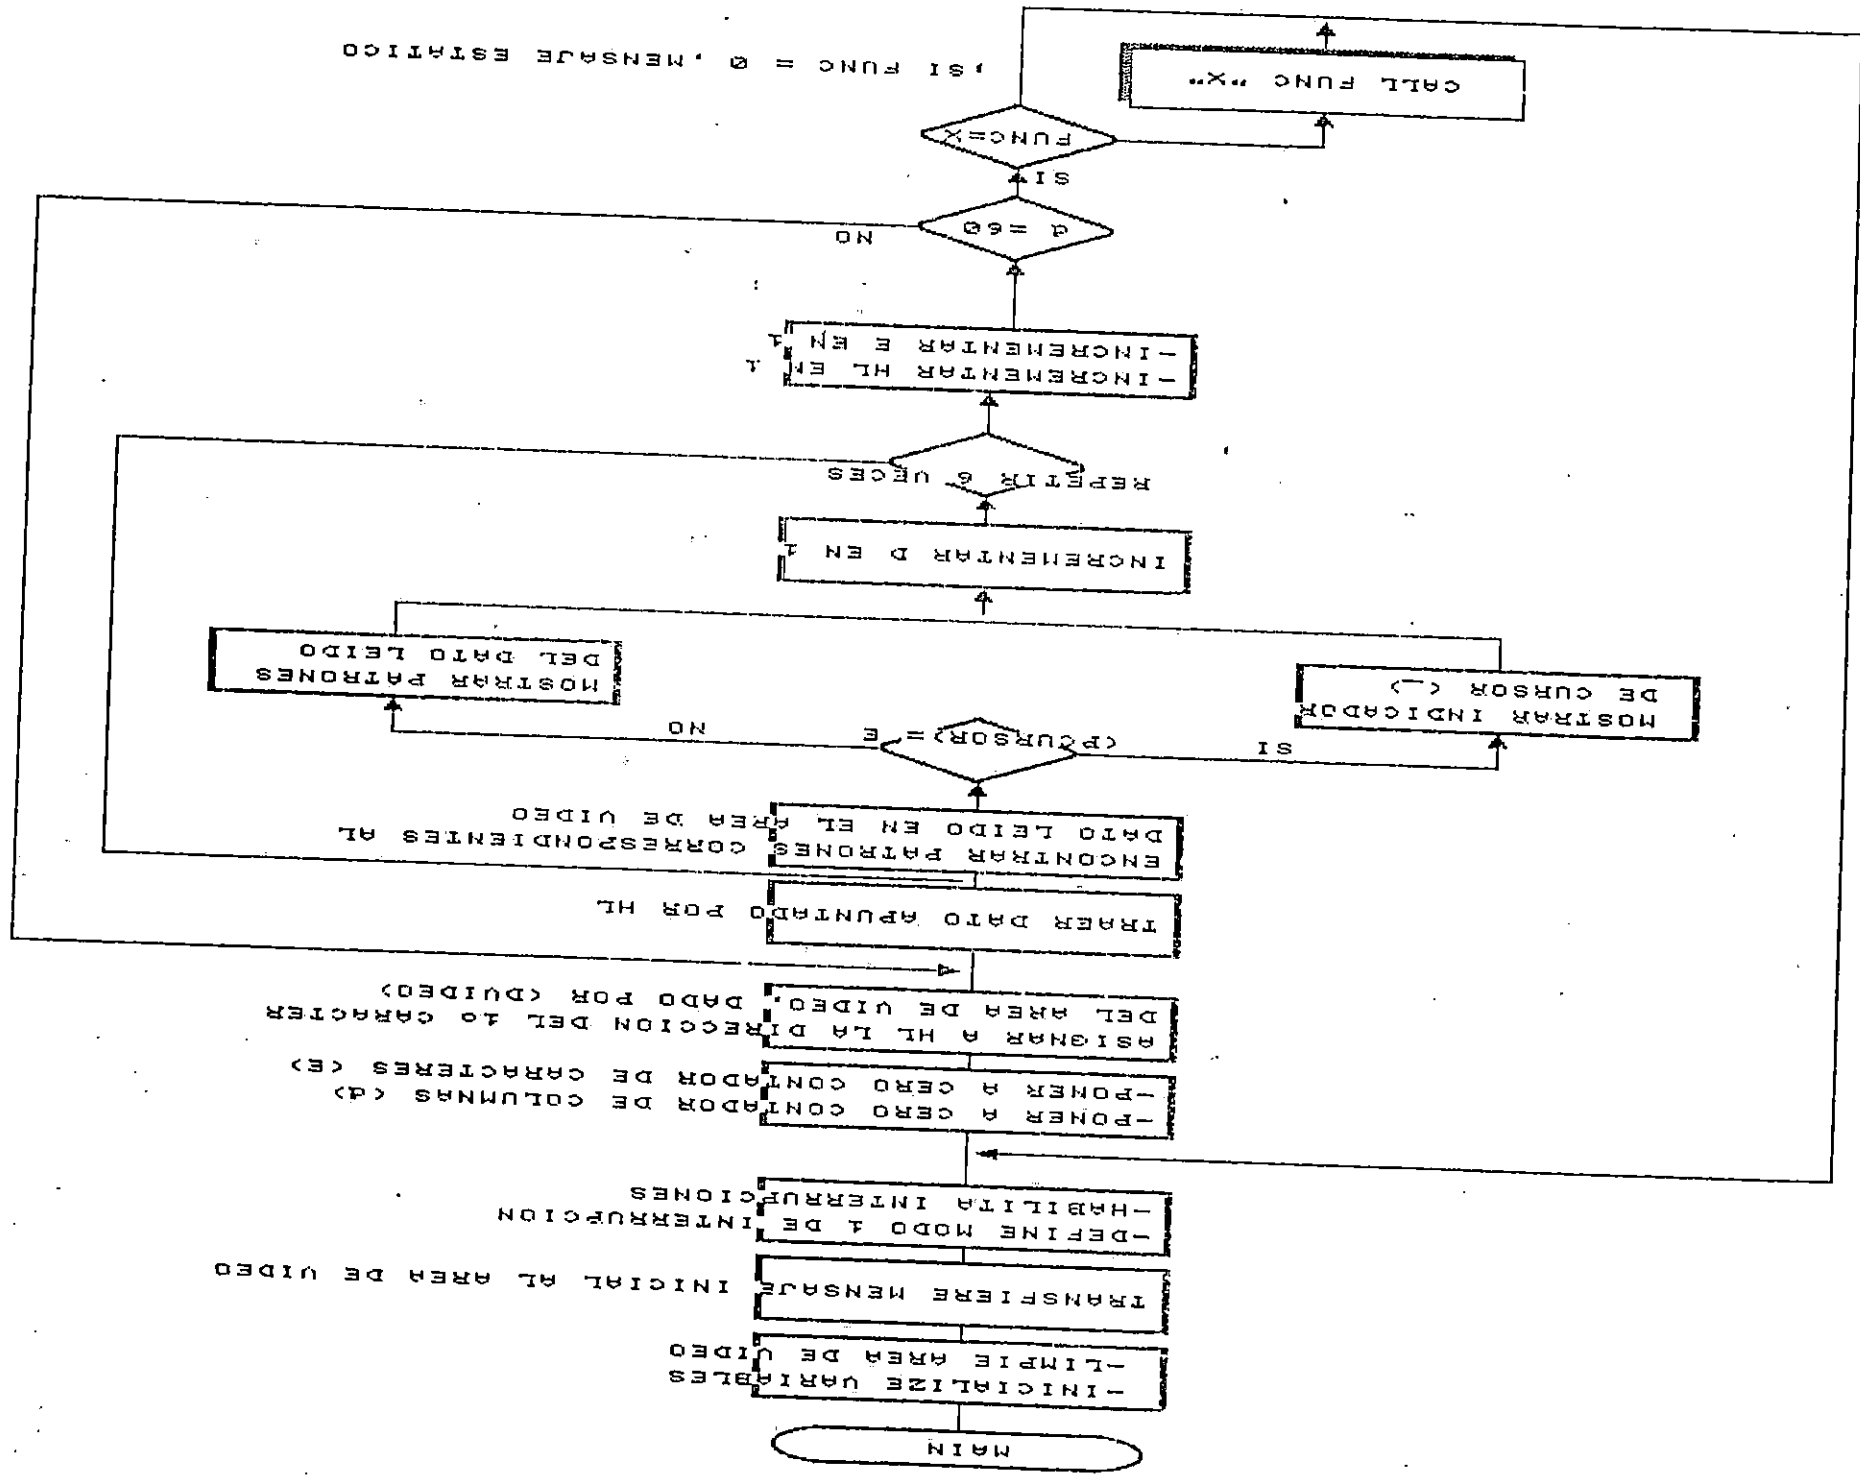 MAIN
-INICIALIZE VARIABLES
-LIMPIE AREA DE VIDEO
TRANSFIERE MENSAJE INICIAL AL AREA DE VIDEO
-DEFINE MODO 1 DE INTERRUPCION
-HABILITA INTERRUPCIONES
-PONER A CERO CONTADOR DE COLUMNAS (d)
-PONER A CERO CONTADOR DE CARACTERES (E)
ASIGNAR A HL LA DIRECCION DEL 1o CARACTER
DEL AREA DE VIDEO, DADO POR (DVIDEO)
TRAER DATO APUNTADO POR HL
ENCONTRAR PATRONES CORRESPONDIENTES AL
DATO LEIDO EN EL AREA DE VIDEO
(PCURSOR)= E
SI
NO
MOSTRAR INDICADOR
DE CURSOR (_)
MOSTRAR PATRONES
DEL DATO LEIDO
INCREMENTAR D EN 1
REPETIR 6 VECES
-INCREMENTAR HL EN 1
-INCREMENTAR E EN 1
d =60
NO
SI
FUNC=X
CALL FUNC "X"
,SI FUNC = 0 ,MENSAJE ESTATICO